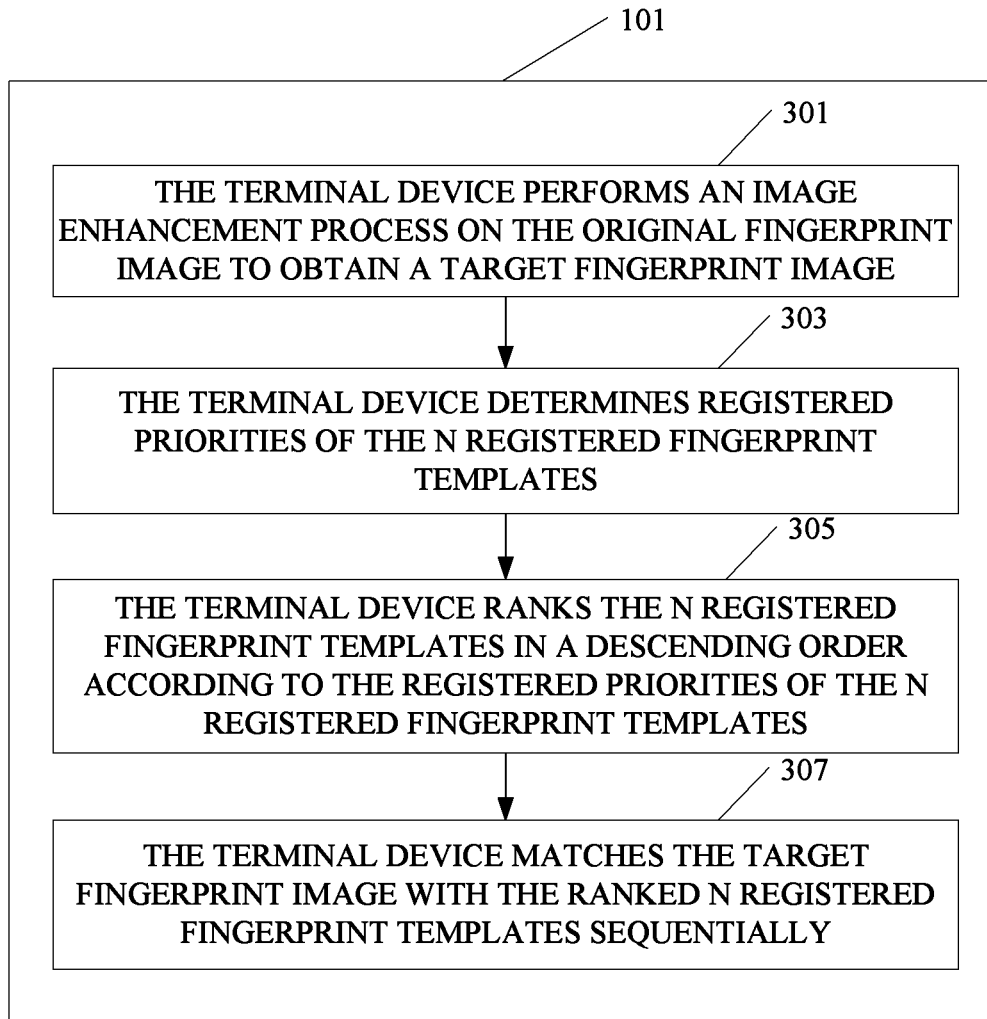 101
301
THE TERMINAL DEVICE PERFORMS AN IMAGE
ENHANCEMENT PROCESS ON THE ORIGINAL FINGERPRINT
IMAGE TO OBTAIN A TARGET FINGERPRINT IMAGE
303
THE TERMINAL DEVICE DETERMINES REGISTERED
PRIORITIES OF THE N REGISTERED FINGERPRINT
TEMPLATES
305
THE TERMINAL DEVICE RANKS THE N REGISTERED
FINGERPRINT TEMPLATES IN A DESCENDING ORDER
ACCORDING TO THE REGISTERED PRIORITIES OF THE N
REGISTERED FINGERPRINT TEMPLATES
307
THE TERMINAL DEVICE MATCHES THE TARGET
FINGERPRINT IMAGE WITH THE RANKED N REGISTERED
FINGERPRINT TEMPLATES SEQUENTIALLY